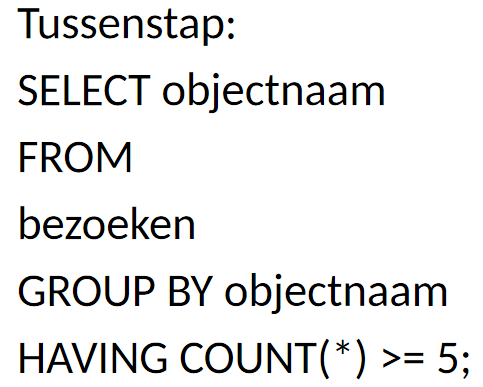 Tussenstap:
SELECT objectnaam
FROM
bezoeken
GROUP BY objectnaam
HAVING COUNT(*) >= 5;